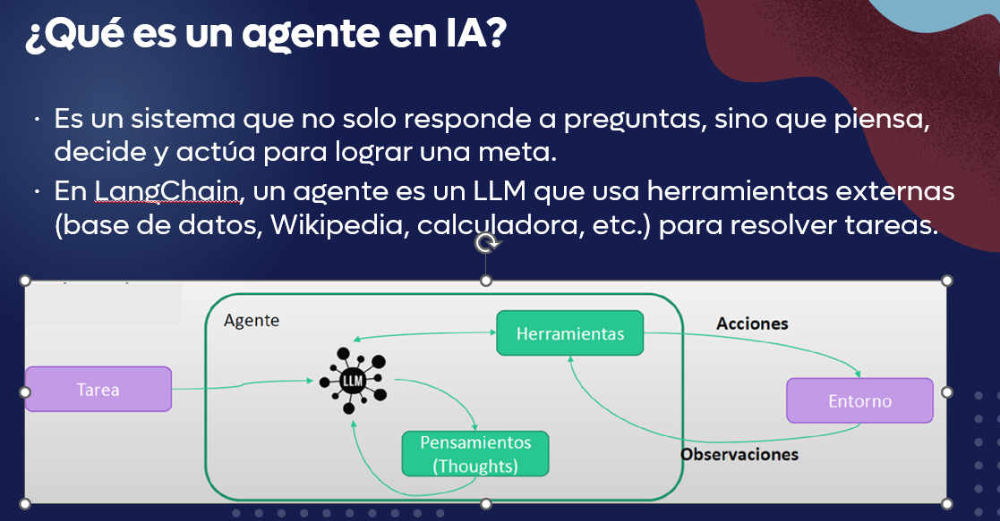 ¿Qué es un agente en IA?
· Es un sistema que no solo responde a preguntas, sino que piensa,
decide y actúa para lograr una meta.
· En LangChain, un agente es un LLM que usa herramientas externas
(base de datos, Wikipedia, calculadora, etc.) para resolver tareas.
Agente
Herramientas
Acciones
Tarea
LLM
Entorno
Pensamientos
(Thoughts)
Observaciones